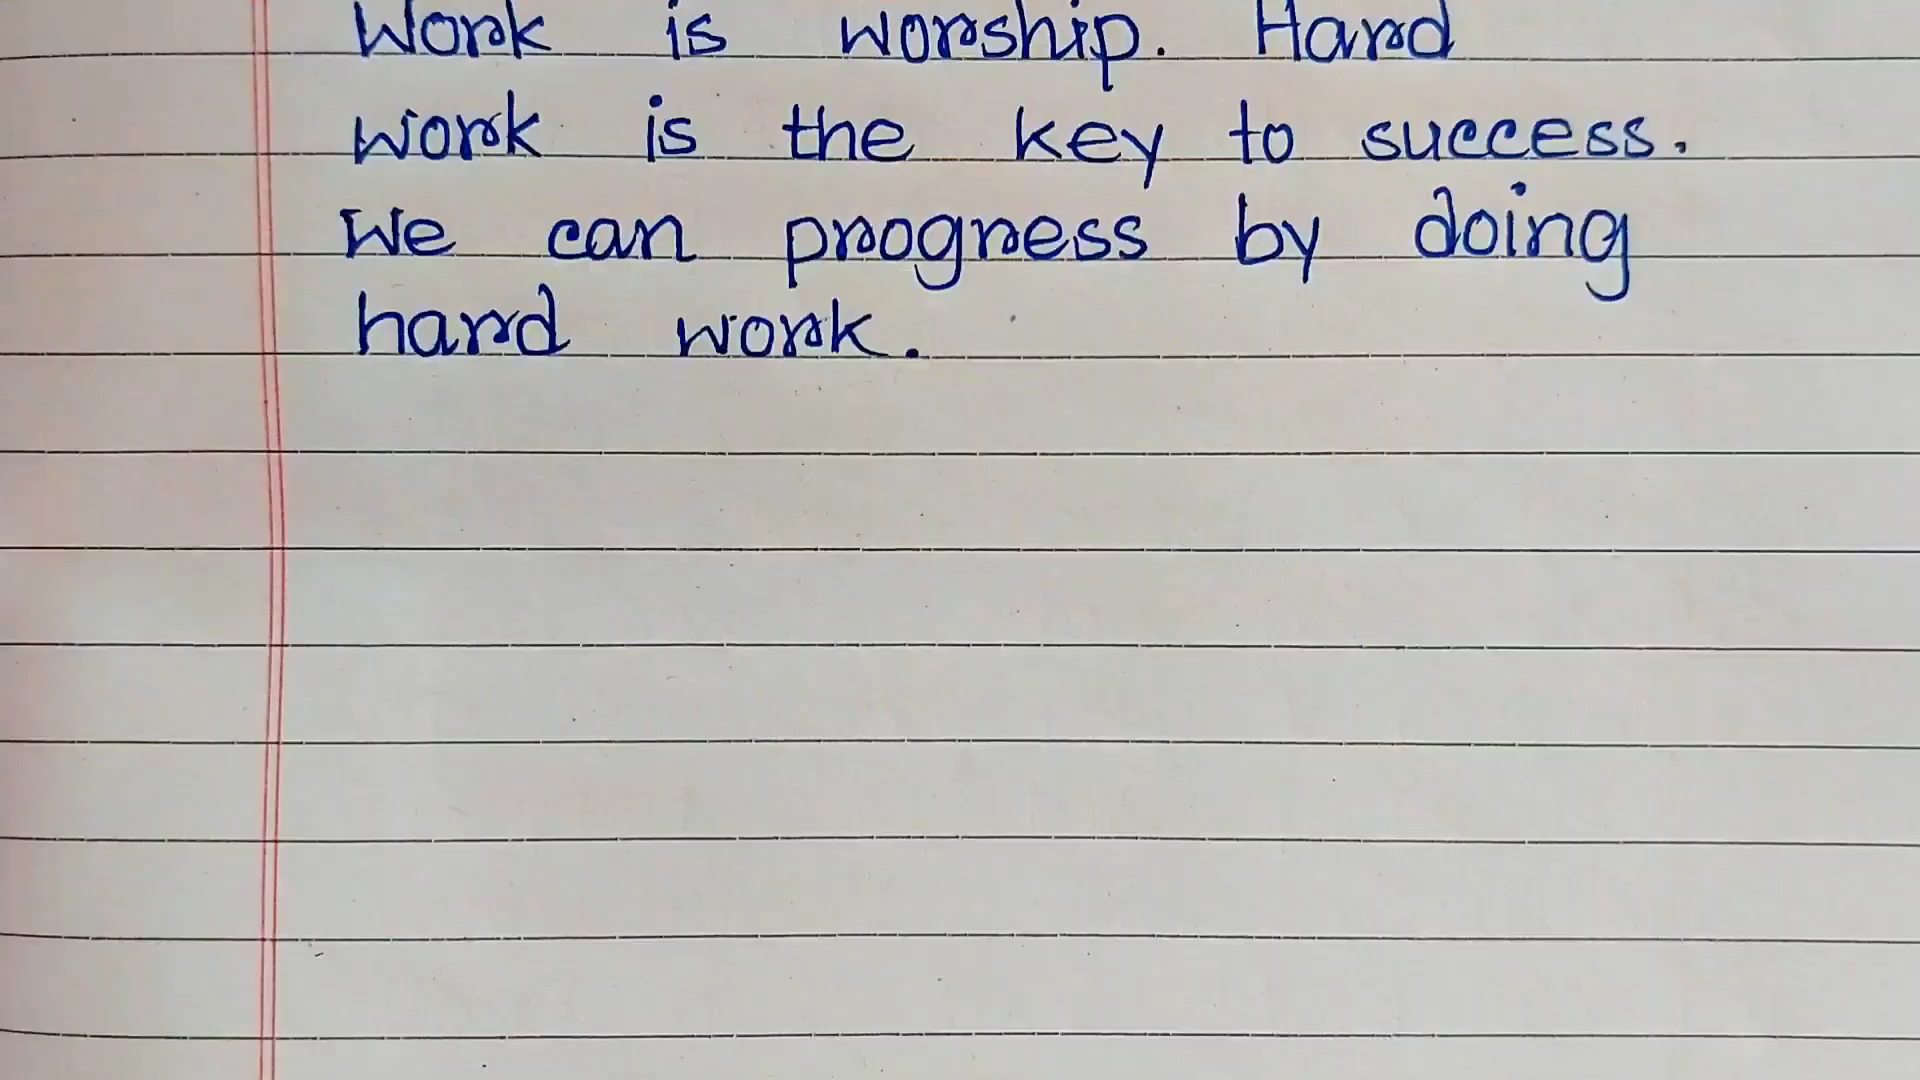 Work is worship. Hard
work is the key to success.
We can progress by doing
hard work.